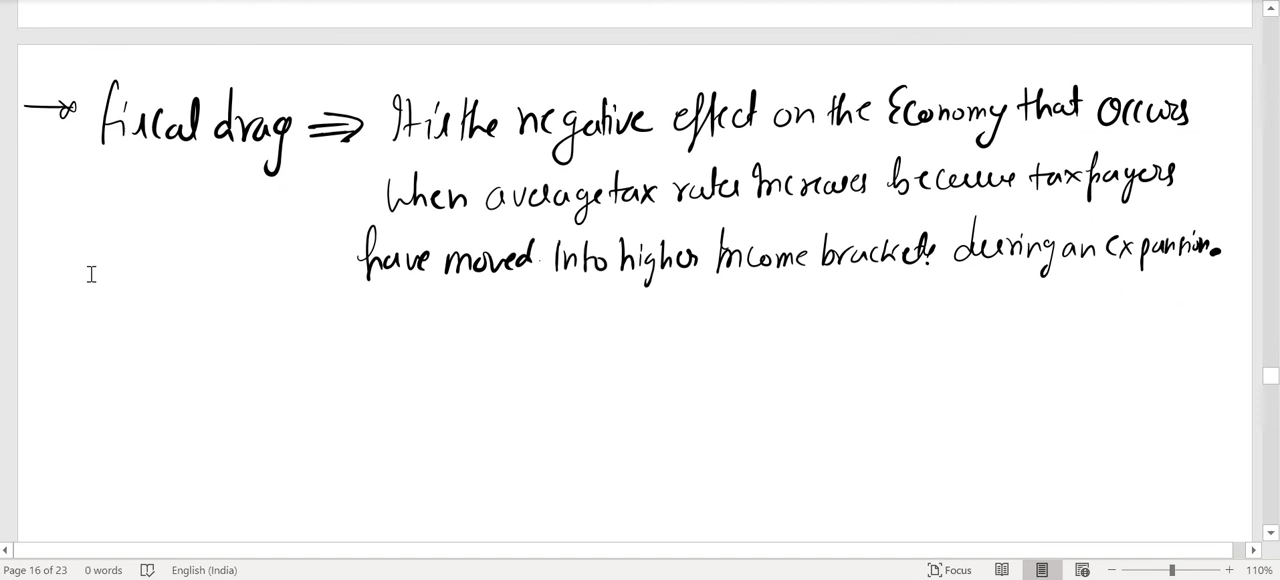 → fiscal drag ⇒ It is the negative effect on the Economy that occurs
When average tax rates Increases because taxpayers
have moved Into higher Income brackets during an expansion.
Page 16 of 23 0 words English (India) Focus 110%